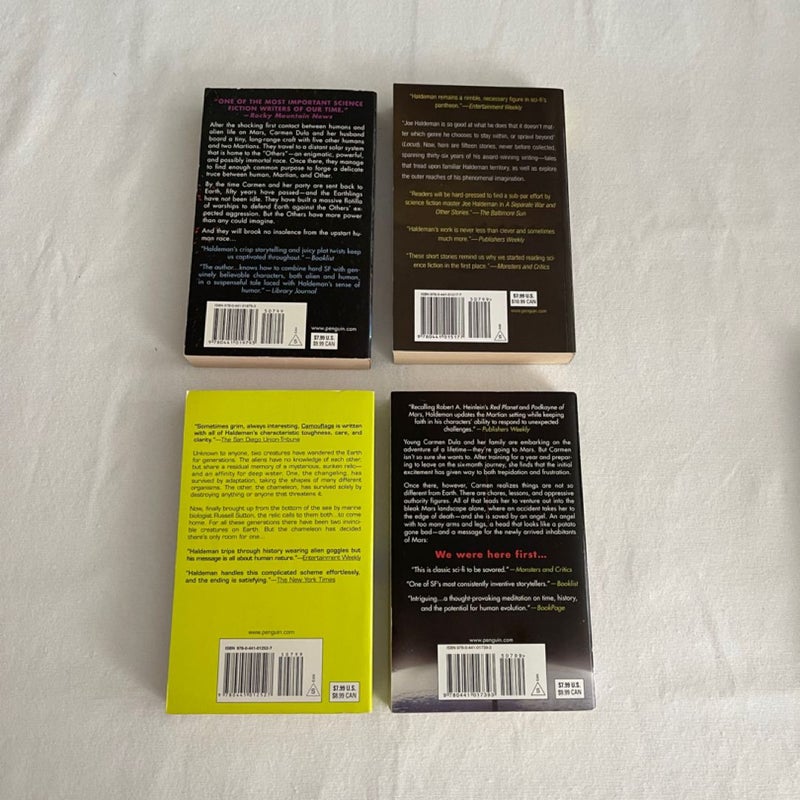 "ONE OF THE MOST IMPORTANT SCIENCE
FICTION WRITERS OF OUR TIME."
—Rocky Mountain News
After the shocking first contact between humans and
alien life on Mars, Carmen Dula and her husband
board a tiny, long-range craft with five other humans
and two Martians. They travel to a distant solar system
that is home to the "Others"—an enigmatic, powerful,
and possibly immortal race. Once there, they manage
to find enough common purpose to forge a delicate
truce between human, Martian, and Other.
By the time Carmen and her party are sent back to
Earth, fifty years have passed—and the Earthlings
have not been idle. They have built a massive flotilla
of warships to defend Earth against the Others' ex-
pected aggression. But the Others have more power
than any could imagine.
And they will brook no insolence from the upstart hu-
man race...
"Haldeman's crisp storytelling and juicy plot twists keep
us captivated throughout." —Booklist
"The author...knows how to combine hard SF with gen-
uinely believable characters, both alien and human,
in a suspenseful tale faced with Haldeman's sense of
humor." —Library Journal
50799
www.penguin.com
$7.99 U.S.
$9.99 CAN
"Haldeman remains a nimble, necessary figure in sci-fi's
pantheon." —Entertainment Weekly
"Joe Haldeman is so good at what he does that it doesn't mat-
ter which genre he chooses to stay within, or sprawl beyond"
(Locus). Now, here are fifteen stories, never before collected,
spanning thirty-six years of his award-winning writing—tales
that tread upon familiar Haldeman territory, as well as explore
the outer reaches of his phenomenal imagination.
"Readers will be hard-pressed to find a sub-par effort by
science fiction master Joe Haldeman in A Separate War and
Other Stories." —The Baltimore Sun
"Haldeman's work is never less than clever and sometimes
much more." —Publishers Weekly
"These short stories remind us why we started reading sci-
ence fiction in the first place." —Monsters and Critics
50799
$7.99 U.S.
$10.99 CAN
www.penguin.com
"Sometimes grim, always interesting, Camouflage is written
with all of Haldeman's characteristic toughness, care, and
clarity."—The San Diego Union-Tribune
Unknown to anyone, two creatures have wandered the Earth
for generations. The aliens have no knowledge of each other,
but share a residual memory of a mysterious, sunken relic—
and an affinity for deep water. One, the changeling, has
survived by adaptation, taking the shapes of many different
organisms. The other, the chameleon, has survived solely by
destroying anything or anyone that threatens it.
Now, finally brought up from the bottom of the sea by marine
biologist Russell Sutton, the relic calls to them both...to come
home. For all these generations there have been two invinci-
ble creatures on Earth. But the chameleon has decided
there's only room for one...
"Haldeman trips through history wearing alien goggles but
his message is all about human nature."—Entertainment Weekly
"Haldeman handles this complicated scheme effortlessly,
and the ending is satisfying."—The New York Times
www.penguin.com
ISBN 978-0-441-01252-7
50799
$7.99 U.S.
$9.99 CAN
"Recalling Robert A. Heinlein's Red Planet and Podkayne of
Mars, Haldeman updates the Martian setting while keeping
faith in his characters' ability to respond to unexpected
challenges." —Publishers Weekly
Young Carmen Dula and her family are embarking on the
adventure of a lifetime—they're going to Mars. But Carmen
isn't so sure she wants to. After training for a year and preparing
to leave on the six-month journey, she finds that the initial
excitement has given way to both trepidation and frustration.
Once there, however, Carmen realizes things are not so
different from Earth. There are chores, lessons, and oppressive
authority figures. All of that leads her to venture out into the
bleak Mars landscape alone, where an accident takes her to
the edge of death—and she is saved by an angel. An angel
with too many arms and legs, a head that looks like a potato
gone bad—and a message for the newly arrived inhabitants
of Mars:
We were here first...
"This is classic sci-fi to be savored." —Monsters and Critics
"One of SF's most consistently inventive storytellers." —Booklist
"Intriguing...a thought-provoking meditation on time, history,
and the potential for human evolution." —BookPage
www.penguin.com
50799
$7.99 U.S.
$9.99 CAN